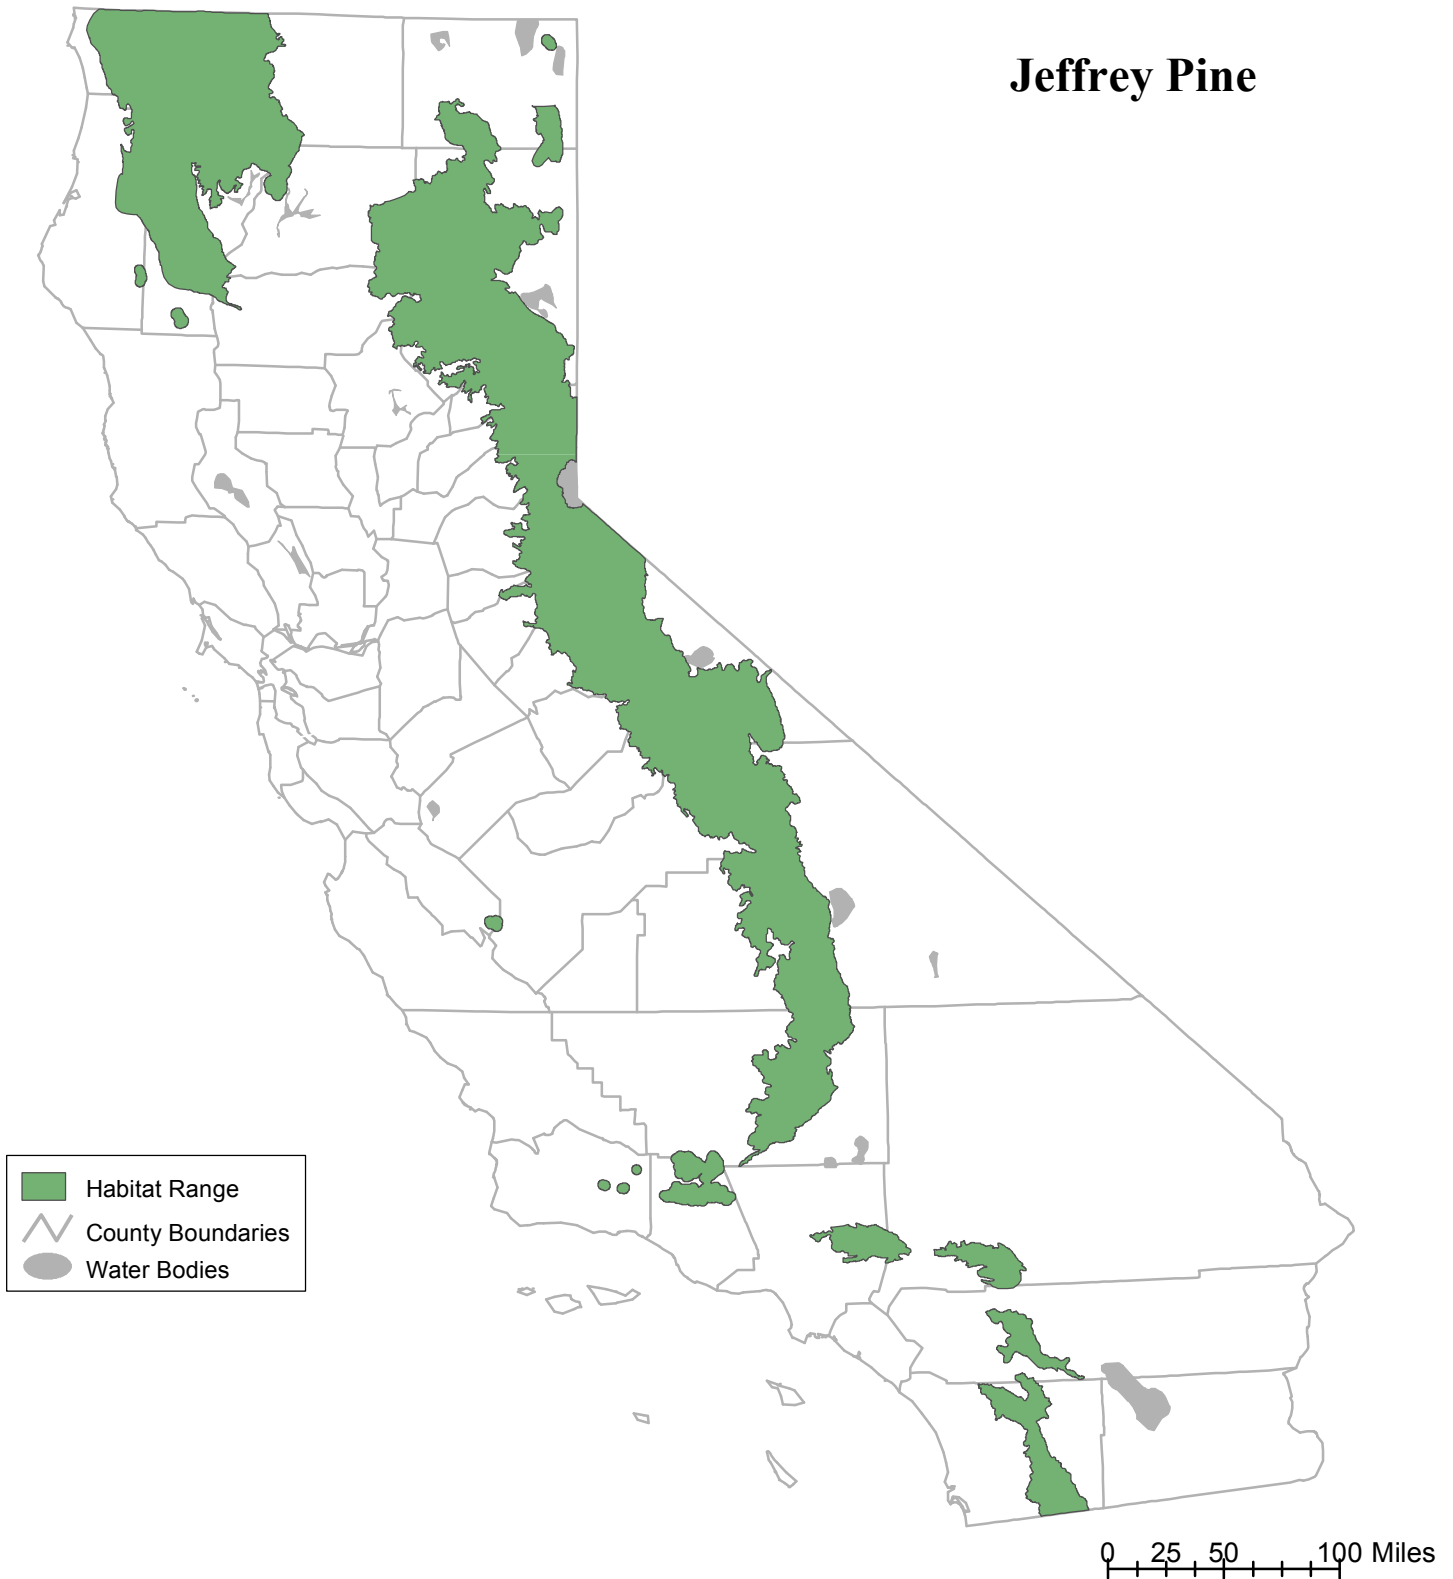 Jeffrey Pine
Habitat Range
County Boundaries
Water Bodies
0 25 50 100 Miles